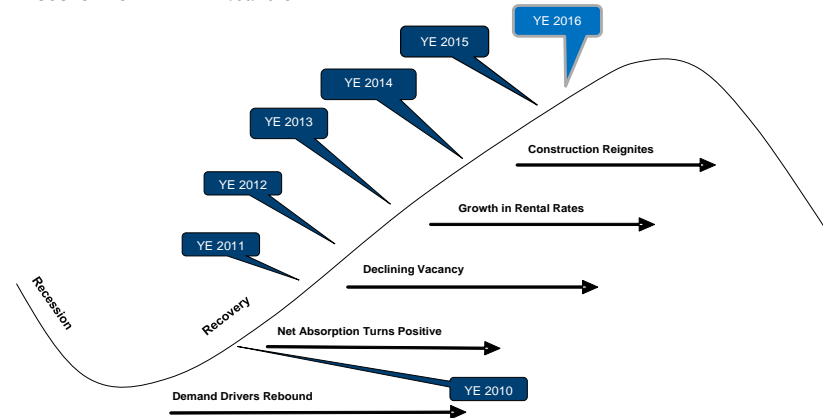 YE 2016
YE 2015
YE 2014
YE 2013
YE 2012
YE 2011
Construction Reignites
Growth in Rental Rates
Declining Vacancy
Recession
Recovery
Net Absorption Turns Positive
YE 2010
Demand Drivers Rebound